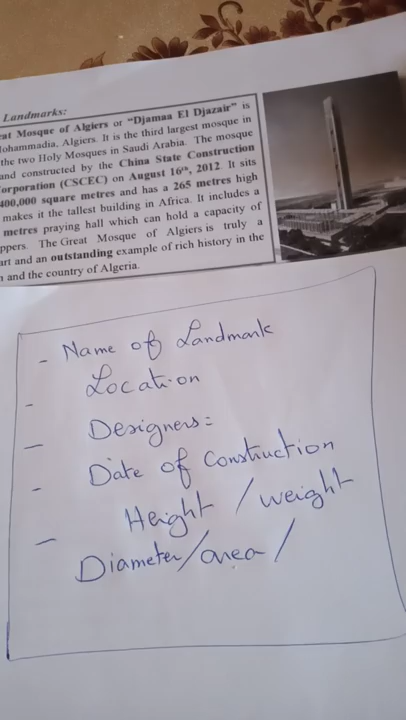 Landmarks:
eat Mosque of Algiers or "Djamaa El Djazair" is
Mohammadia, Algiers. It is the third largest mosque in
the two Holy Mosques in Saudi Arabia. The mosque
and constructed by the China State Construction
Corporation (CSCEC) on August 16th, 2012. It sits
400,000 square metres and has a 265 metres high
makes it the tallest building in Africa. It includes a
metres praying hall which can hold a capacity of
ppers. The Great Mosque of Algiers is truly a
art and an outstanding example of rich history in the
n and the country of Algeria.
- Name of Landmark
- Location
- Designers:
- Date of Construction
- Height / weight
Diameter/area/